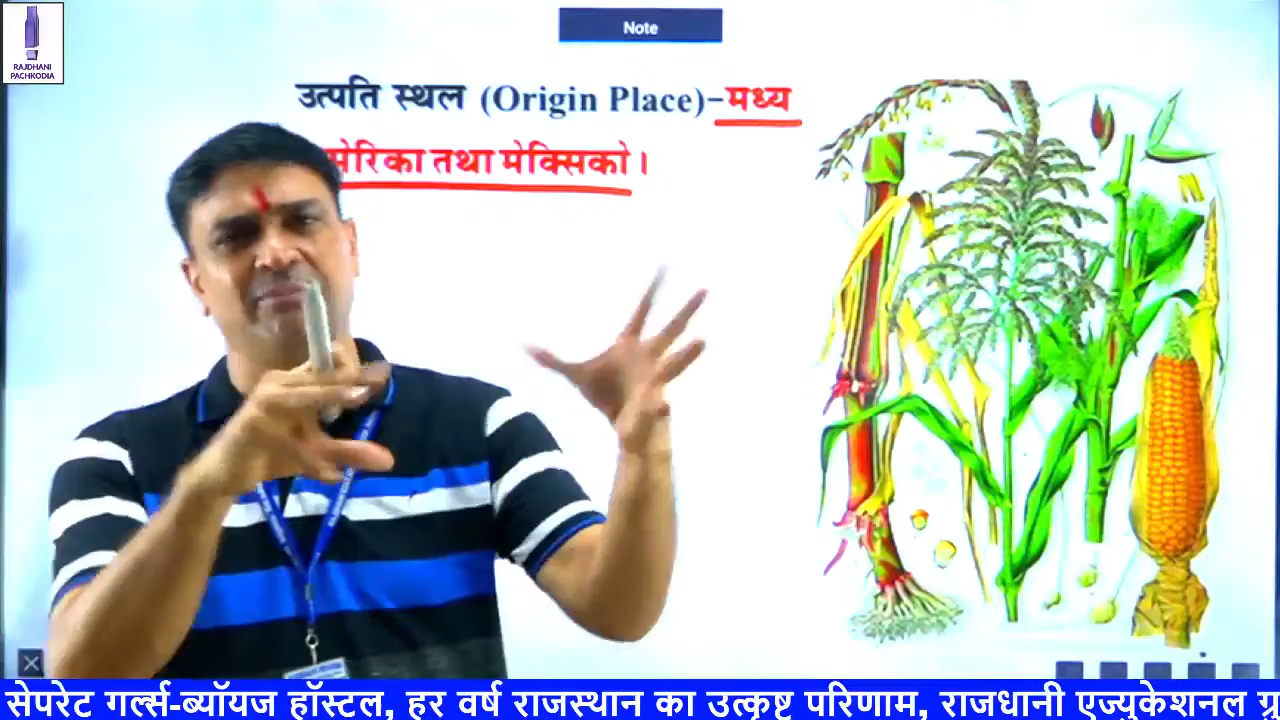 RAJDHANI
PACHKODIA
Note
उत्पति स्थल (Origin Place)-मध्य
मेरिका तथा मेक्सिको।
सेपरेट गर्ल्स-ब्यॉयज हॉस्टल, हर वर्ष राजस्थान का उत्कृष्ट परिणाम, राजधानी एज्युकेशनल ग्र